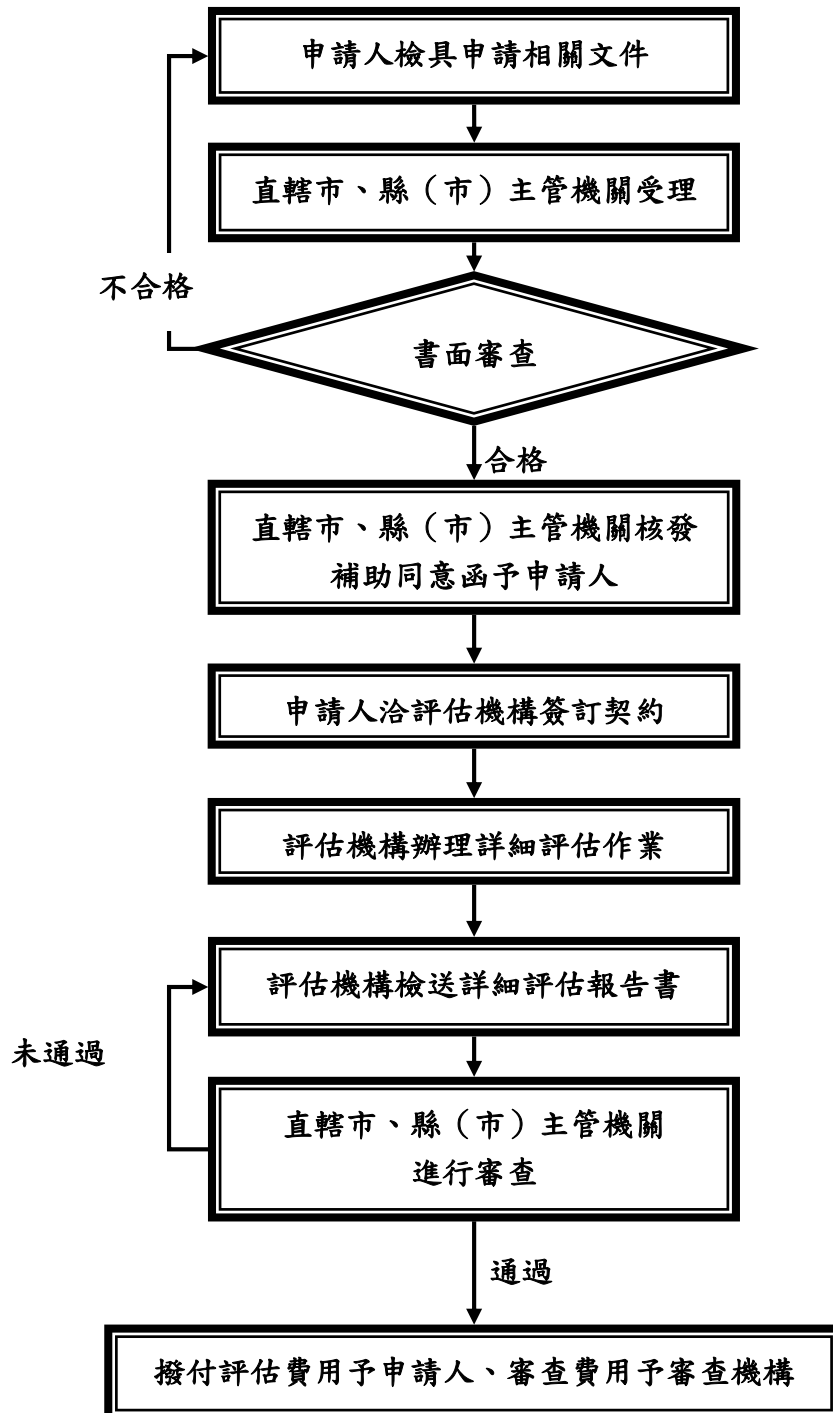 申請人檢具申請相關文件
直轄市、縣（市）主管機關受理
不合格
書面審查
合格
直轄市、縣（市）主管機關核發
補助同意函予申請人
申請人洽評估機構簽訂契約
評估機構辦理詳細評估作業
評估機構檢送詳細評估報告書
未通過
直轄市、縣（市）主管機關
進行審查
通過
撥付評估費用予申請人、審查費用予審查機構